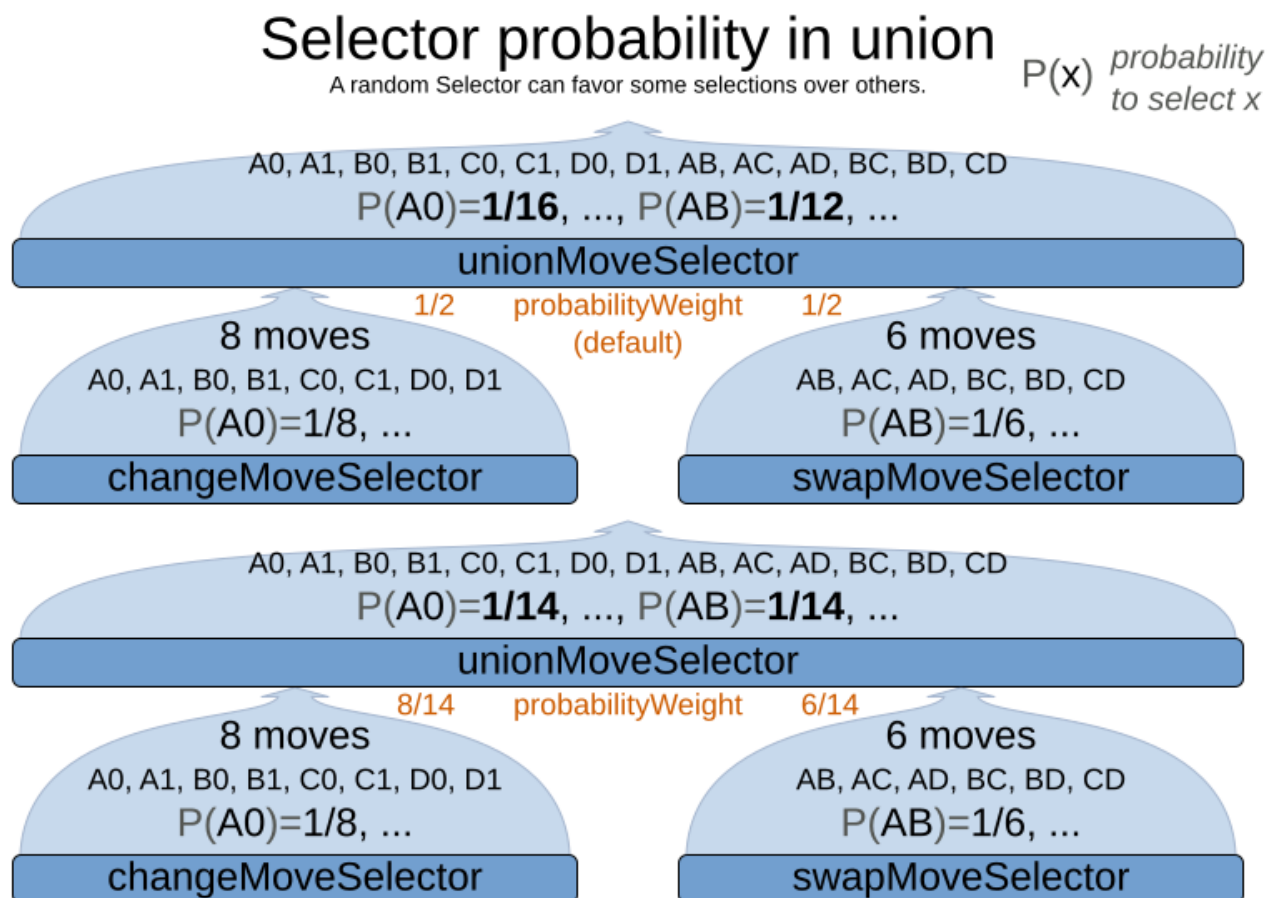 Selector probability in union
A random Selector can favor some selections over others.
P(x) probability
to select x
A0, A1, B0, B1, C0, C1, D0, D1, AB, AC, AD, BC, BD, CD
P(A0)=1/16, ..., P(AB)=1/12, ...
unionMoveSelector
1/2 probabilityWeight 1/2
(default)
8 moves
A0, A1, B0, B1, C0, C1, D0, D1
P(A0)=1/8, ...
changeMoveSelector
6 moves
AB, AC, AD, BC, BD, CD
P(AB)=1/6, ...
swapMoveSelector
A0, A1, B0, B1, C0, C1, D0, D1, AB, AC, AD, BC, BD, CD
P(A0)=1/14, ..., P(AB)=1/14, ...
unionMoveSelector
8/14 probabilityWeight 6/14
8 moves
A0, A1, B0, B1, C0, C1, D0, D1
P(A0)=1/8, ...
changeMoveSelector
6 moves
AB, AC, AD, BC, BD, CD
P(AB)=1/6, ...
swapMoveSelector